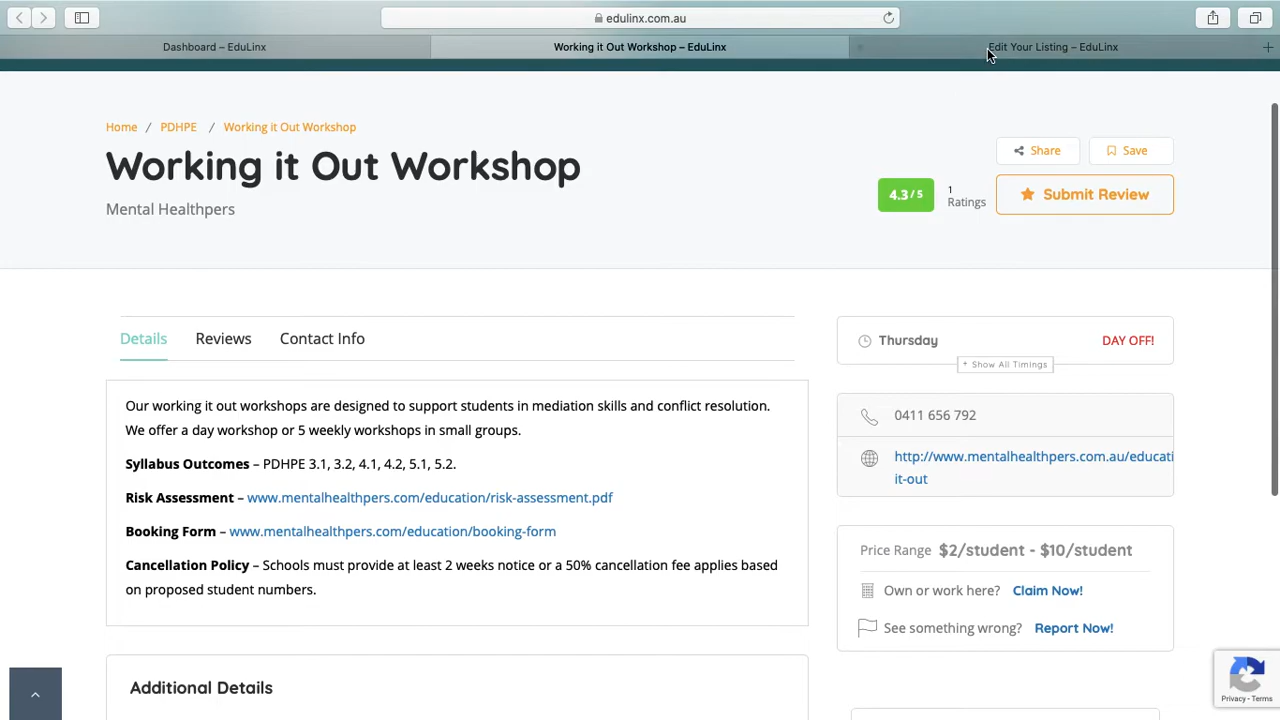 edulinx.com.au
Dashboard – EduLinx
Working it Out Workshop – EduLinx
Edit Your Listing – EduLinx
Home / PDHPE / Working it Out Workshop
Working it Out Workshop
Mental Healthpers
Share
Save
4.3 / 5
1
Ratings
Submit Review
Details
Reviews
Contact Info
Our working it out workshops are designed to support students in mediation skills and conflict resolution.
We offer a day workshop or 5 weekly workshops in small groups.
Syllabus Outcomes – PDHPE 3.1, 3.2, 4.1, 4.2, 5.1, 5.2.
Risk Assessment – www.mentalhealthpers.com/education/risk-assessment.pdf
Booking Form – www.mentalhealthpers.com/education/booking-form
Cancellation Policy – Schools must provide at least 2 weeks notice or a 50% cancellation fee applies based
on proposed student numbers.
Additional Details
Thursday
DAY OFF!
+ Show All Timings
0411 656 792
http://www.mentalhealthpers.com.au/educati
it-out
Price Range $2/student - $10/student
Own or work here? Claim Now!
See something wrong? Report Now!
Privacy - Terms